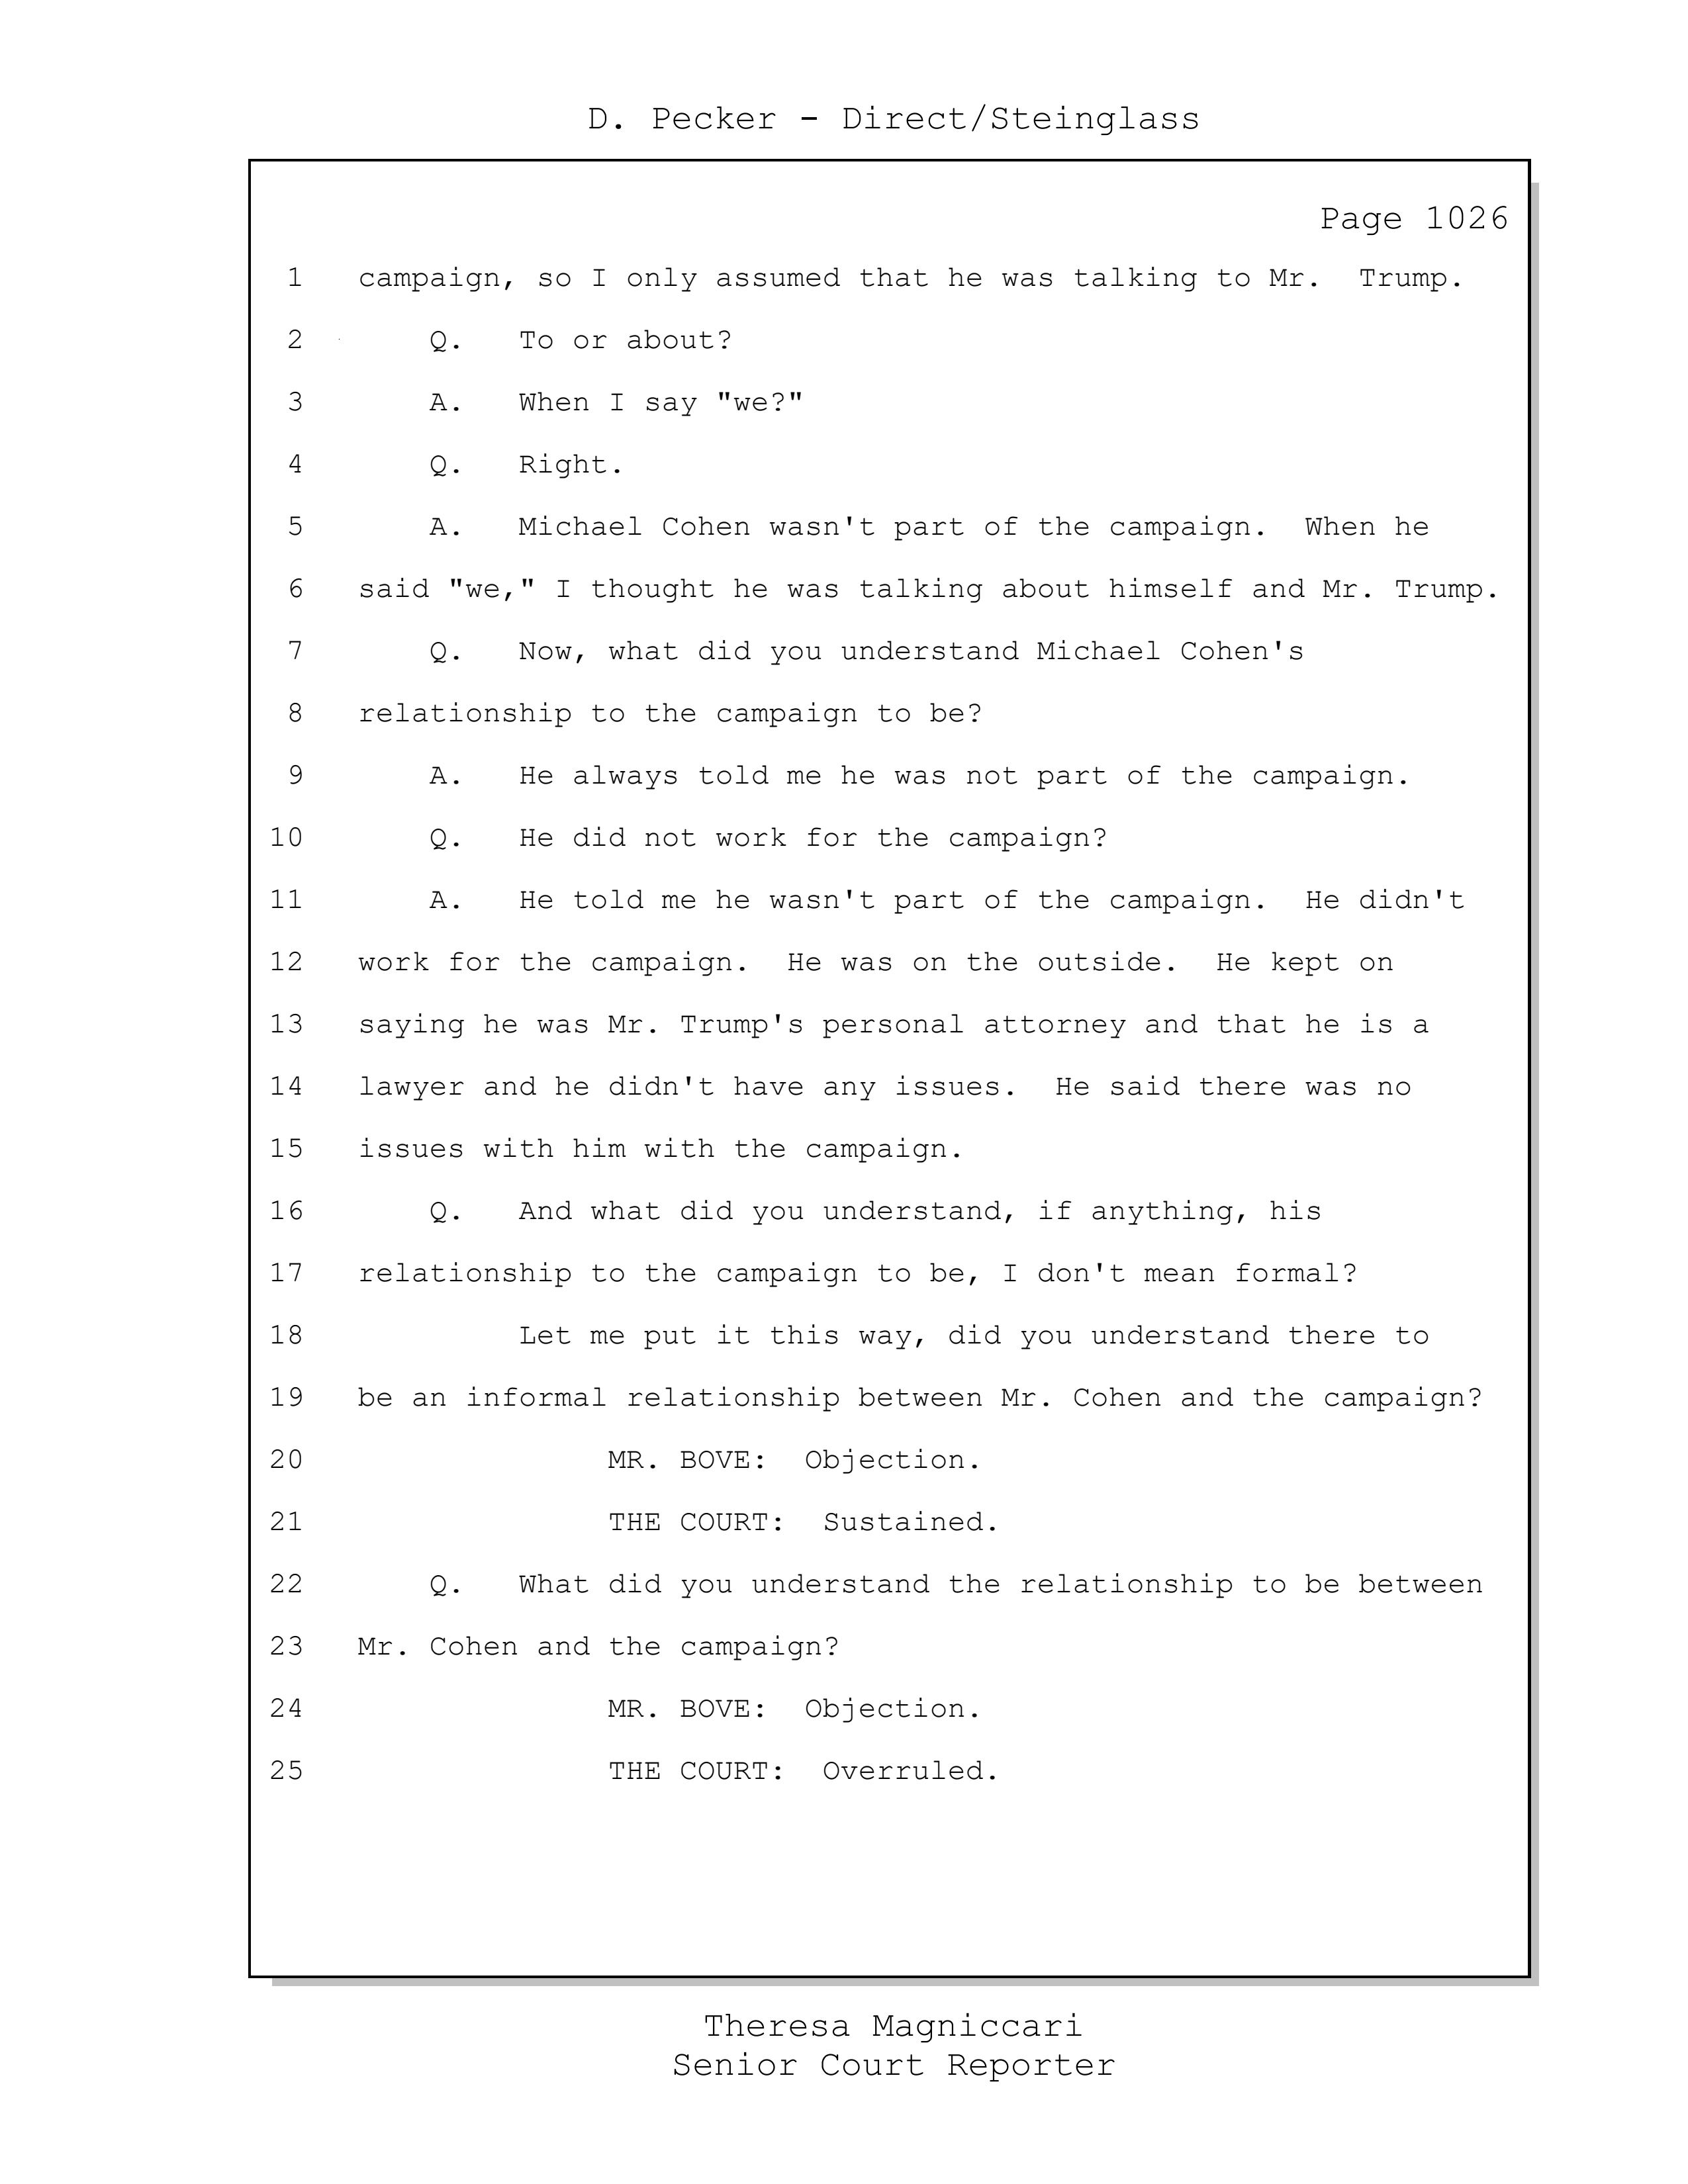 D. Pecker - Direct/Steinglass
Page 1026
1 campaign, so I only assumed that he was talking to Mr. Trump.
2 Q. To or about?
3 A. When I say "we?"
4 Q. Right.
5 A. Michael Cohen wasn't part of the campaign. When he
6 said "we," I thought he was talking about himself and Mr. Trump.
7 Q. Now, what did you understand Michael Cohen's
8 relationship to the campaign to be?
9 A. He always told me he was not part of the campaign.
10 Q. He did not work for the campaign?
11 A. He told me he wasn't part of the campaign. He didn't
12 work for the campaign. He was on the outside. He kept on
13 saying he was Mr. Trump's personal attorney and that he is a
14 lawyer and he didn't have any issues. He said there was no
15 issues with him with the campaign.
16 Q. And what did you understand, if anything, his
17 relationship to the campaign to be, I don't mean formal?
18 Let me put it this way, did you understand there to
19 be an informal relationship between Mr. Cohen and the campaign?
20 MR. BOVE: Objection.
21 THE COURT: Sustained.
22 Q. What did you understand the relationship to be between
23 Mr. Cohen and the campaign?
24 MR. BOVE: Objection.
25 THE COURT: Overruled.
Theresa Magniccari
Senior Court Reporter